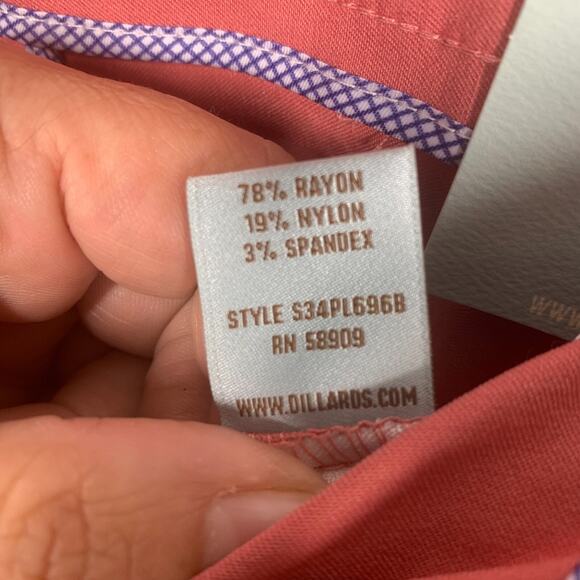 78% RAYON
19% NYLON
3% SPANDEX
STYLE S34PL696B
RN 58909
WWW.DILLARDS.COM